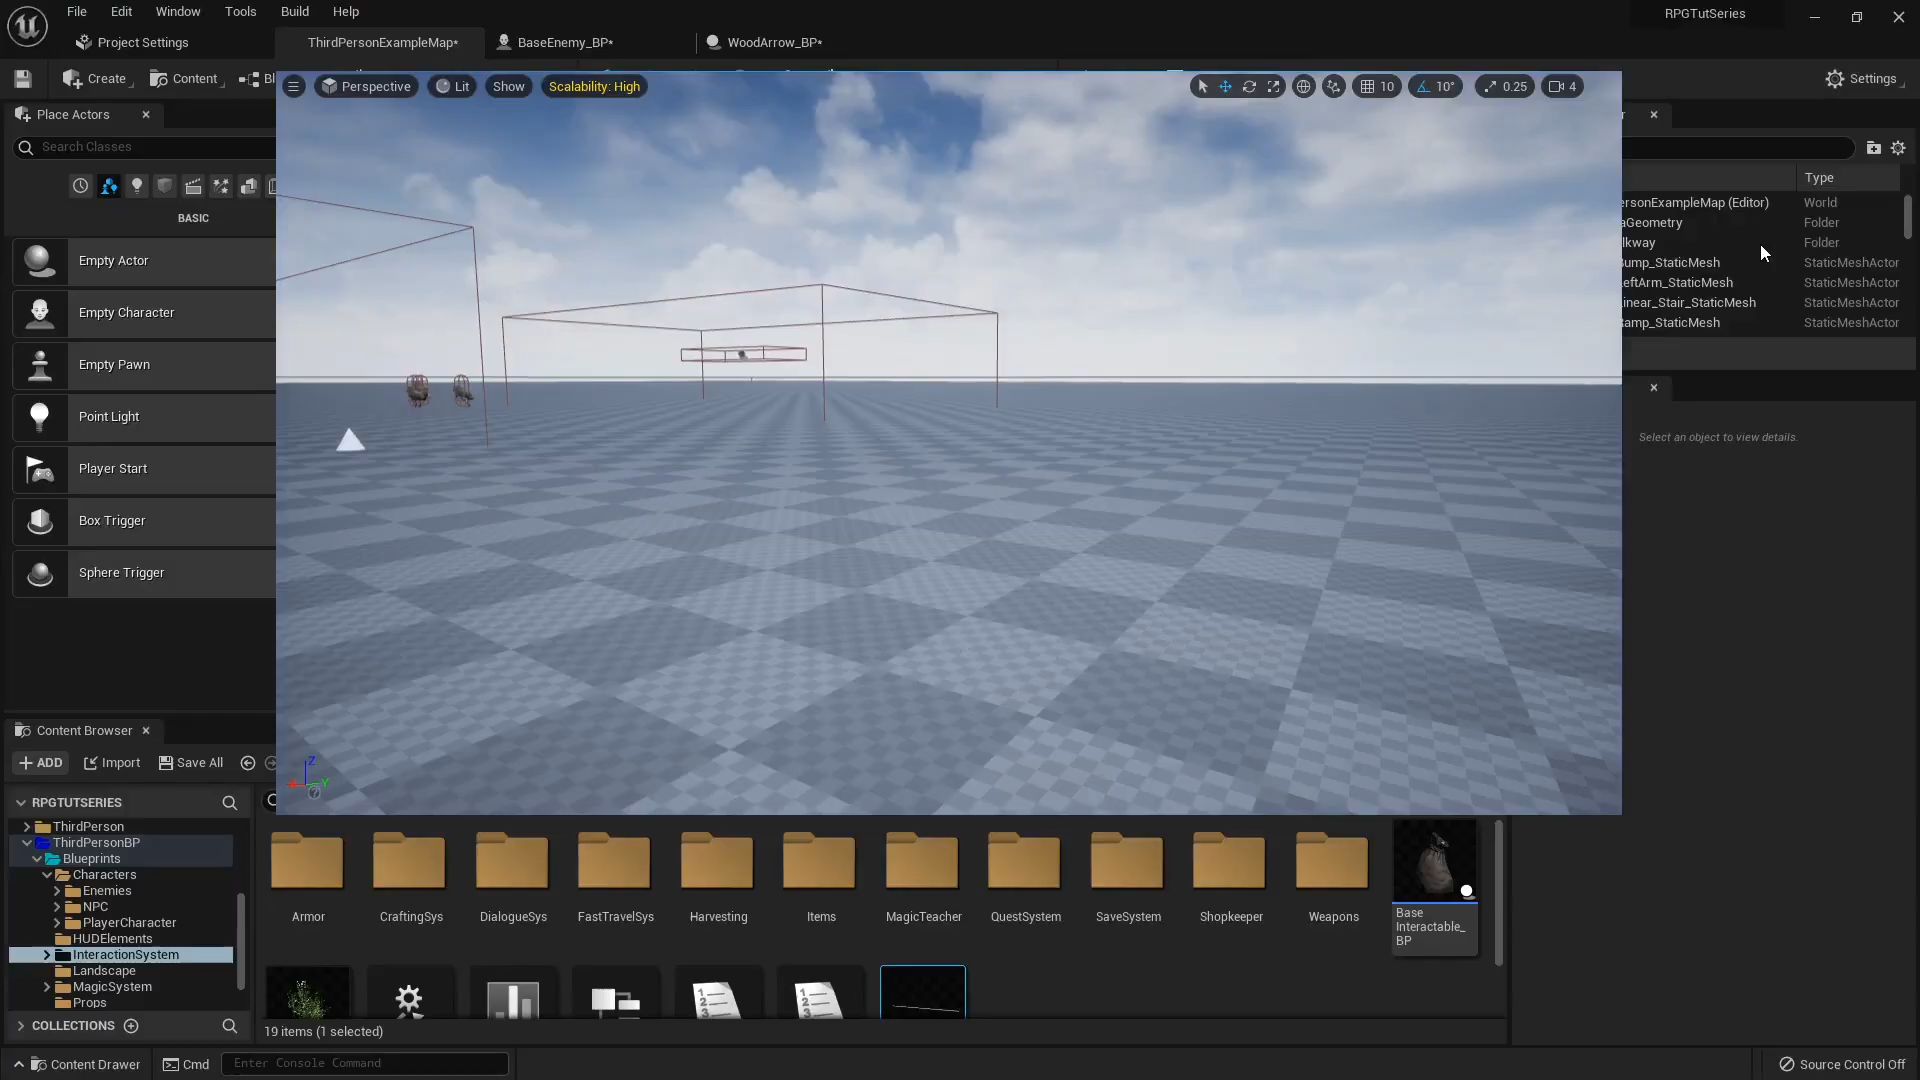 File
Edit
Window
Tools
Build
Help
RPGTutSeries
Project Settings
ThirdPersonExampleMap*
BaseEnemy_BP*
WoodArrow_BP*
Create
Content
Bl
Settings
Place Actors
Search Classes
BASIC
Empty Actor
Empty Character
Empty Pawn
Point Light
Player Start
Box Trigger
Sphere Trigger
Perspective
Lit
Show
Scalability: High
10
10°
0.25
4
Z
Y
Type
ersonExampleMap (Editor)
World
aGeometry
Folder
lkway
Folder
Bump_StaticMesh
StaticMeshActor
LeftArm_StaticMesh
StaticMeshActor
Linear_Stair_StaticMesh
StaticMeshActor
Ramp_StaticMesh
StaticMeshActor
Select an object to view details.
Content Browser
ADD
Import
Save All
RPGTUTSERIES
ThirdPerson
ThirdPersonBP
Blueprints
Characters
Enemies
NPC
PlayerCharacter
HUDElements
InteractionSystem
Landscape
MagicSystem
Props
COLLECTIONS
Armor
CraftingSys
DialogueSys
FastTravelSys
Harvesting
Items
MagicTeacher
QuestSystem
SaveSystem
Shopkeeper
Weapons
Base
Interactable_
BP
19 items (1 selected)
Content Drawer
Cmd
Enter Console Command
Source Control Off